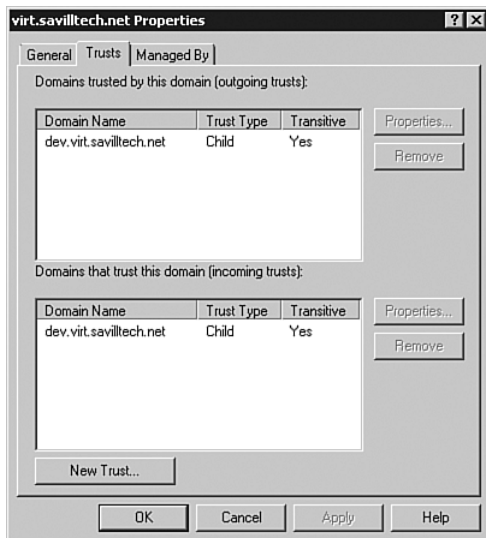 virt.savilltech.net Properties
General Trusts Managed By
Domains trusted by this domain (outgoing trusts):
Domain Name Trust Type Transitive
dev.virt.savilltech.net Child Yes
Properties...
Remove
Domains that trust this domain (incoming trusts):
Domain Name Trust Type Transitive
dev.virt.savilltech.net Child Yes
Properties...
Remove
New Trust...
OK Cancel Apply Help